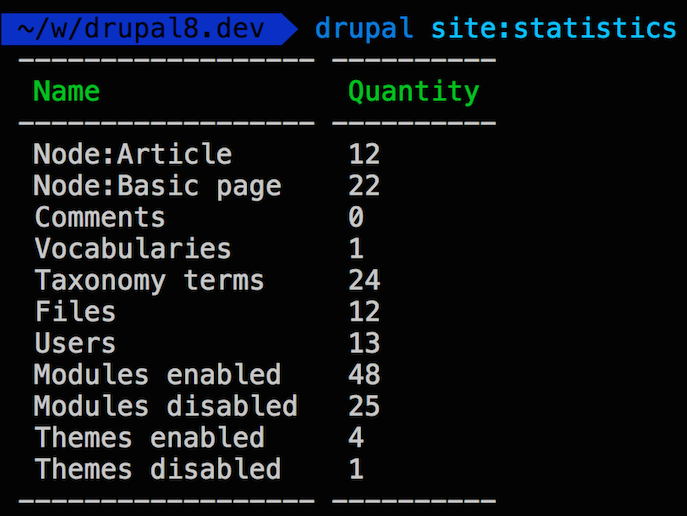 ~/w/drupal8.dev drupal site:statistics
------------------ ----------
Name Quantity
------------------ ----------
Node:Article 12
Node:Basic page 22
Comments 0
Vocabularies 1
Taxonomy terms 24
Files 12
Users 13
Modules enabled 48
Modules disabled 25
Themes enabled 4
Themes disabled 1
------------------ ----------